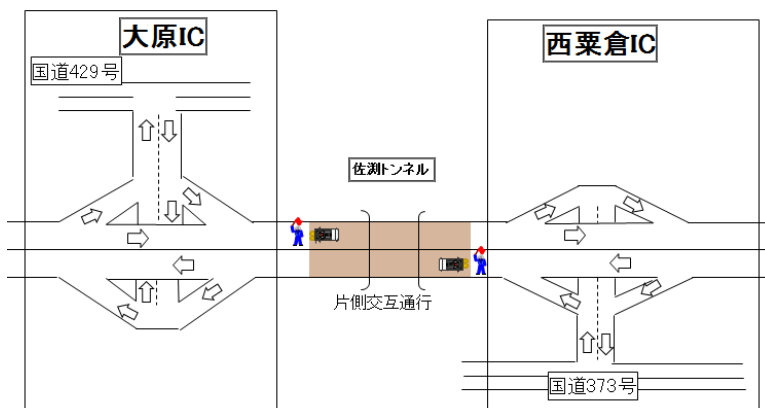 大原IC
西粟倉IC
国道429号
佐渕トンネル
片側交互通行
国道373号